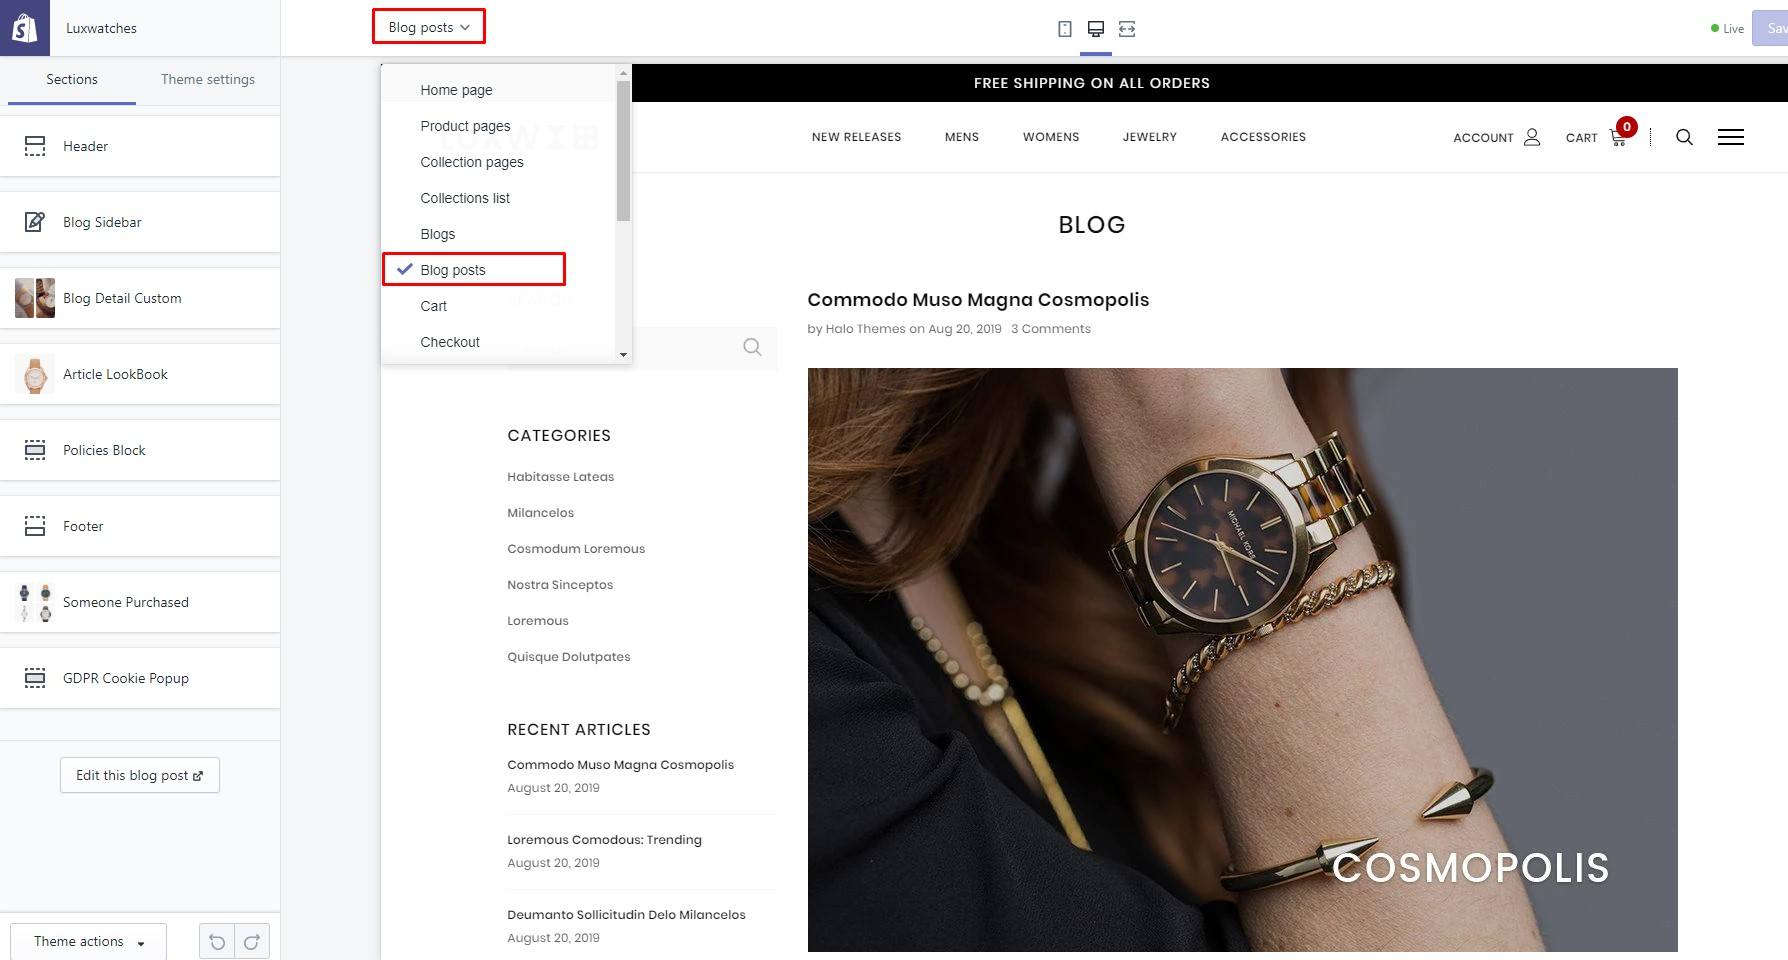 Luxwatches
Blog posts
Live
Sav
Sections
Theme settings
Header
Blog Sidebar
Blog Detail Custom
Article LookBook
Policies Block
Footer
Someone Purchased
GDPR Cookie Popup
Edit this blog post
Theme actions
Home page
Product pages
Collection pages
Collections list
Blogs
Blog posts
Cart
Checkout
FREE SHIPPING ON ALL ORDERS
NEW RELEASES MENS WOMENS JEWELRY ACCESSORIES
ACCOUNT CART 0
BLOG
CATEGORIES
Habitasse Lateas
Milancelos
Cosmodum Loremous
Nostra Sinceptos
Loremous
Quisque Dolutpates
RECENT ARTICLES
Commodo Muso Magna Cosmopolis
August 20, 2019
Loremous Comodous: Trending
August 20, 2019
Deumanto Sollicitudin Delo Milancelos
August 20, 2019
Commodo Muso Magna Cosmopolis
by Halo Themes on Aug 20, 2019 3 Comments
MICHAEL KORS
COSMOPOLIS